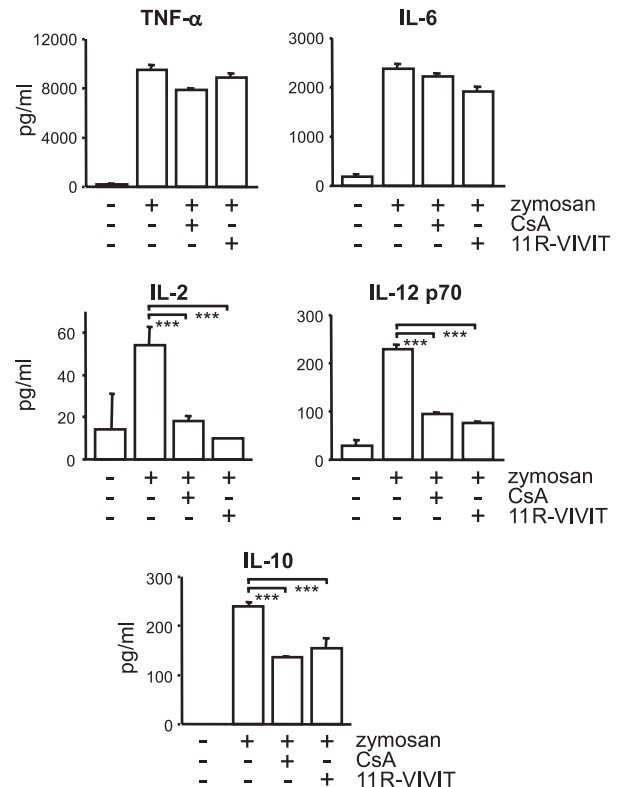 TNF-α IL-6
12000 3000
8000 2000
4000 1000
0 0
pg/ml
- + + + - + + + zymosan
- - + - - - + - CsA
- - - + - - - + 11R-VIVIT
IL-2 IL-12 p70
60 300
40 200
20 100
0 0
pg/ml
*** *** *** ***
- + + + - + + + zymosan
- - + - - - + - CsA
- - - + - - - + 11R-VIVIT
IL-10
300
200
100
0
pg/ml
*** ***
- + + + zymosan
- - + - CsA
- - - + 11R-VIVIT